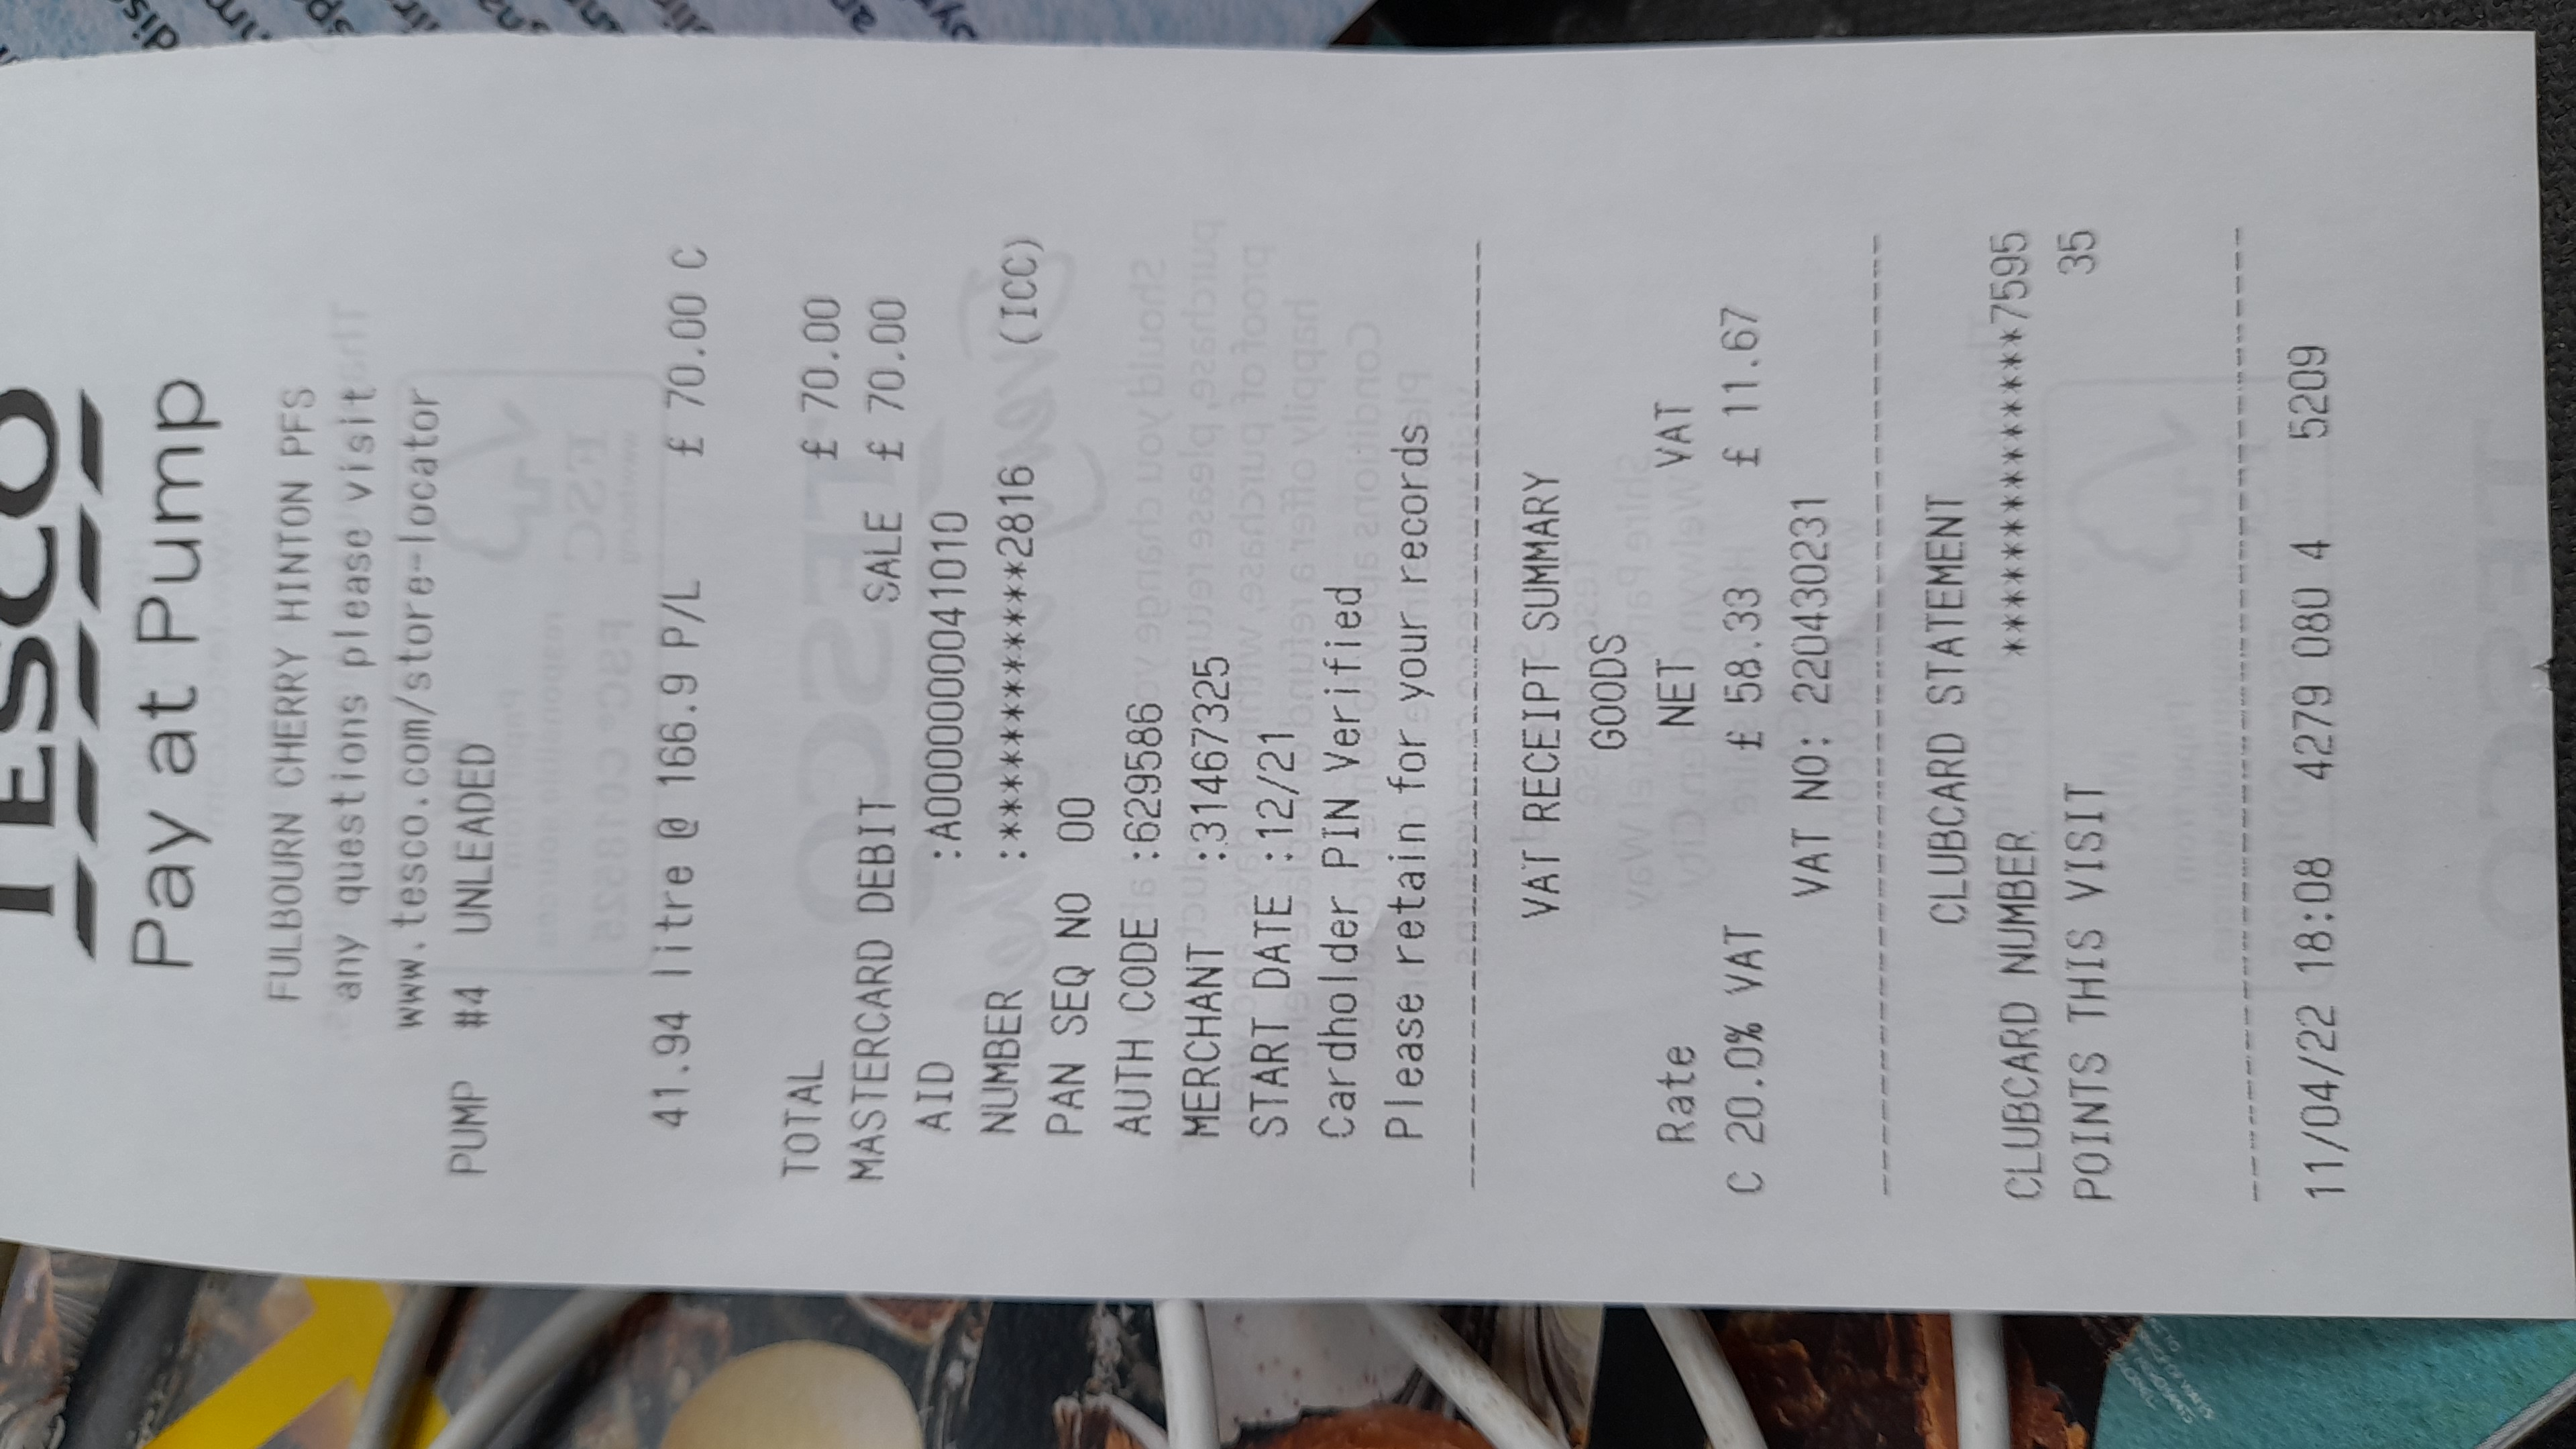 TESCO
Pay at Pump
FULBOURN CHERRY HINTON PFS
any questions please visit
www.tesco.com/store-locator
PUMP #4 UNLEADED
41.94 litre @ 166.9 P/L £ 70.00 C
TOTAL £ 70.00
MASTERCARD DEBIT SALE £ 70.00
AID :A0000000041010
NUMBER :************2816 (ICC)
PAN SEQ NO 00
AUTH CODE :629586
MERCHANT :31467325
START DATE :12/21
Cardholder PIN Verified
Please retain for your records
VAT RECEIPT SUMMARY
GOODS
Rate NET VAT
C 20.0% VAT £ 58.33 £ 11.67
VAT NO: 220430231
CLUBCARD STATEMENT
CLUBCARD NUMBER **************7595
POINTS THIS VISIT 35
11/04/22 18:08 4279 080 4 5209